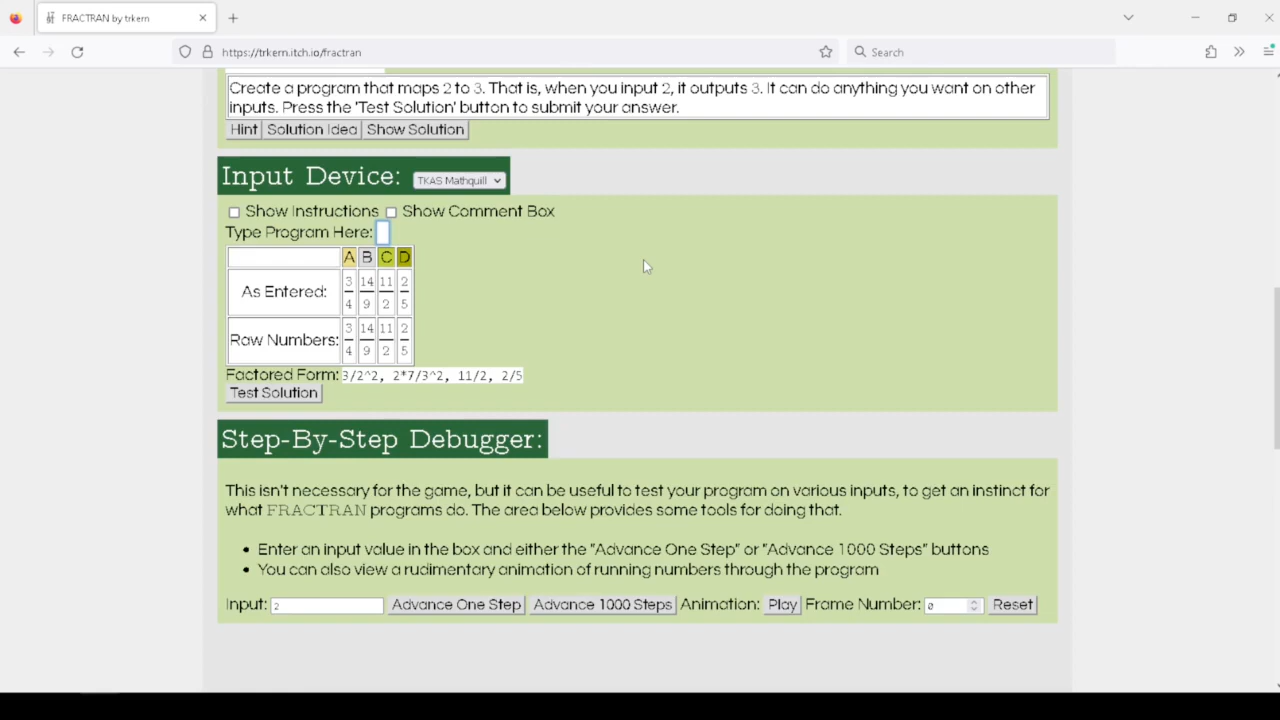 FRACTRAN by trkern
https://trkern.itch.io/fractran
Search
Create a program that maps 2 to 3. That is, when you input 2, it outputs 3. It can do anything you want on other
inputs. Press the 'Test Solution' button to submit your answer.
Hint Solution Idea Show Solution
Input Device: TKAS Mathquill
Show Instructions Show Comment Box
Type Program Here:
A B C D
As Entered: 3/4 14/9 11/2 2/5
Raw Numbers: 3/4 14/9 11/2 2/5
Factored Form: 3/2^2, 2*7/3^2, 11/2, 2/5
Test Solution
Step-By-Step Debugger:
This isn't necessary for the game, but it can be useful to test your program on various inputs, to get an instinct for
what FRACTRAN programs do. The area below provides some tools for doing that.
• Enter an input value in the box and either the "Advance One Step" or "Advance 1000 Steps" buttons
• You can also view a rudimentary animation of running numbers through the program
Input: 2 Advance One Step Advance 1000 Steps Animation: Play Frame Number: 0 Reset